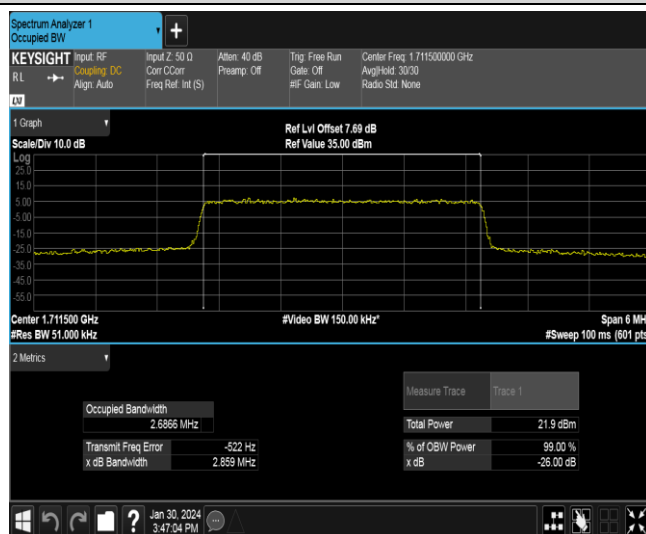 Spectrum Analyzer 1
Occupied BW
KEYSIGHT
RL
LXI
Input: RF
Coupling: DC
Align: Auto
Input Z: 50 Ω
Corr CCorr
Freq Ref: Int (S)
Atten: 40 dB
Preamp: Off
Trig: Free Run
Gate: Off
#IF Gain: Low
Center Freq: 1.711500000 GHz
Avg|Hold: 30/30
Radio Std: None
1 Graph
Scale/Div 10.0 dB
Ref Lvl Offset 7.69 dB
Ref Value 35.00 dBm
Log
25.0
15.0
5.00
-5.00
-15.0
-25.0
-35.0
-45.0
-55.0
Center 1.711500 GHz
#Res BW 51.000 kHz
#Video BW 150.00 kHz*
Span 6 MH
#Sweep 100 ms (601 pts
2 Metrics
Occupied Bandwidth
2.6866 MHz
Transmit Freq Error -522 Hz
x dB Bandwidth 2.859 MHz
Measure Trace Trace 1
Total Power 21.9 dBm
% of OBW Power 99.00 %
x dB -26.00 dB
Jan 30, 2024
3:47:04 PM